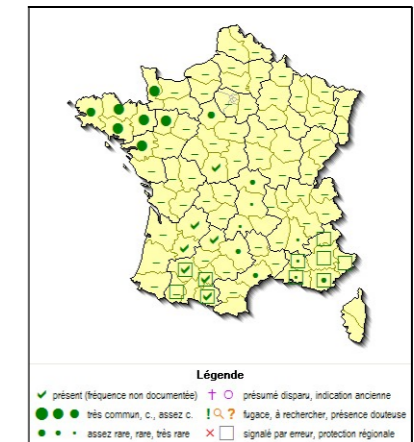 Légende
présent (fréquence non documentée) présumé disparu, indication ancienne
très commun, c., assez c. ! ? fugace, à rechercher, présence douteuse
assez rare, rare, très rare signalé par erreur, protection régionale